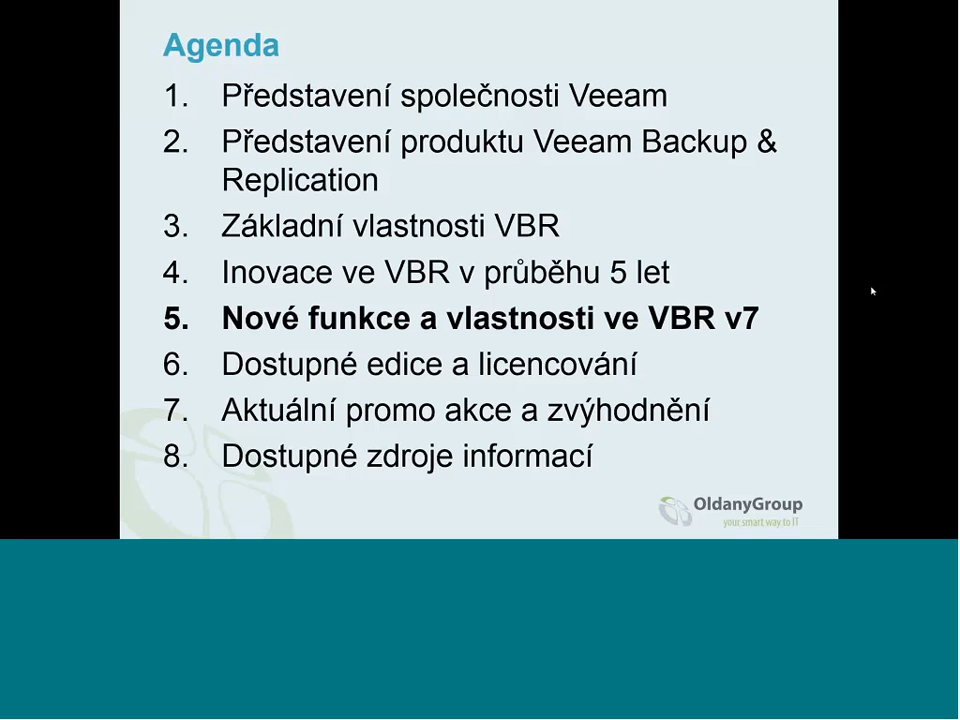 Agenda
1. Představení společnosti Veeam
2. Představení produktu Veeam Backup &
Replication
3. Základní vlastnosti VBR
4. Inovace ve VBR v průběhu 5 let
5. Nové funkce a vlastnosti ve VBR v7
6. Dostupné edice a licencování
7. Aktuální promo akce a zvýhodnění
8. Dostupné zdroje informací
OldanyGroup
your smart way to IT